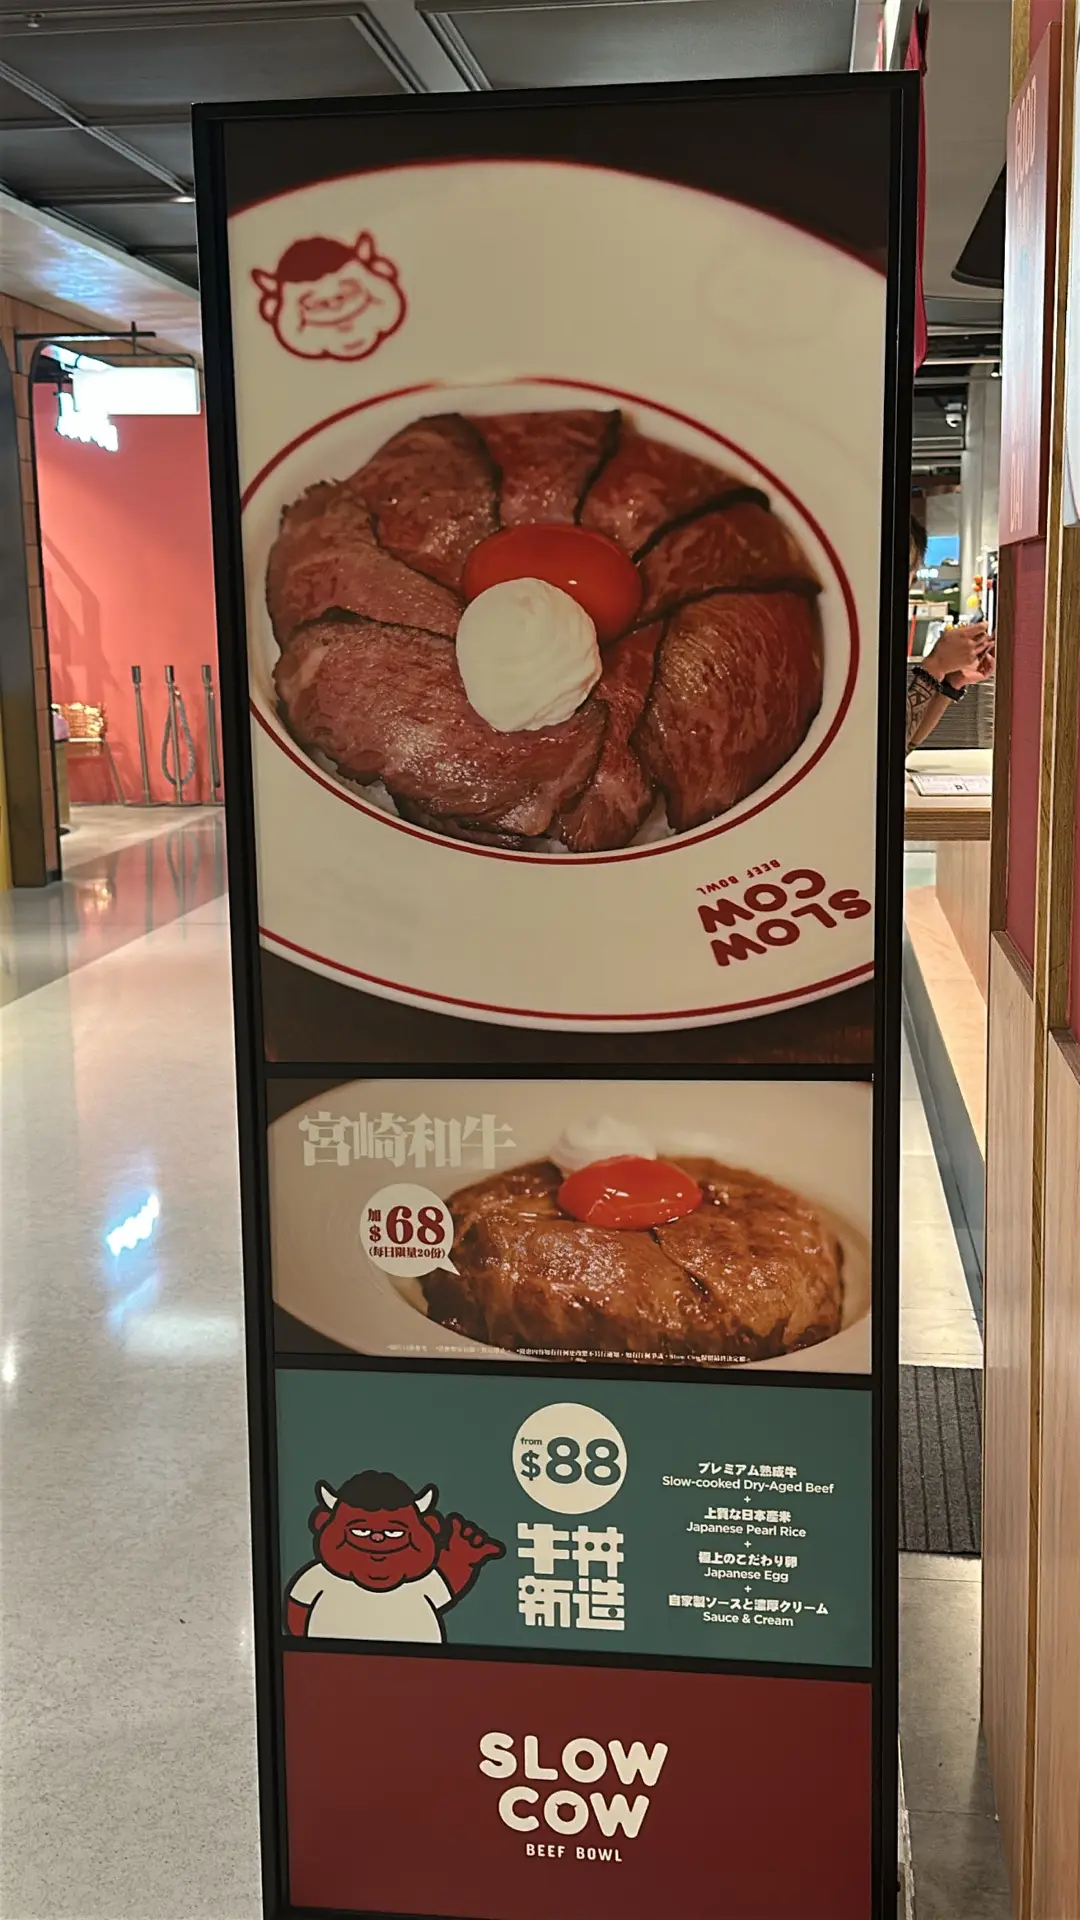 SLOW
COW
BEEF BOWL
宮崎和牛
加
$68
(每日限量20份)
from
$88
牛丼
新造
プレミアム熟成牛
Slow-cooked Dry-Aged Beef
+
上質な日本産米
Japanese Pearl Rice
+
極上のこだわり卵
Japanese Egg
+
自家製ソースと濃厚クリーム
Sauce & Cream
SLOW
COW
BEEF BOWL